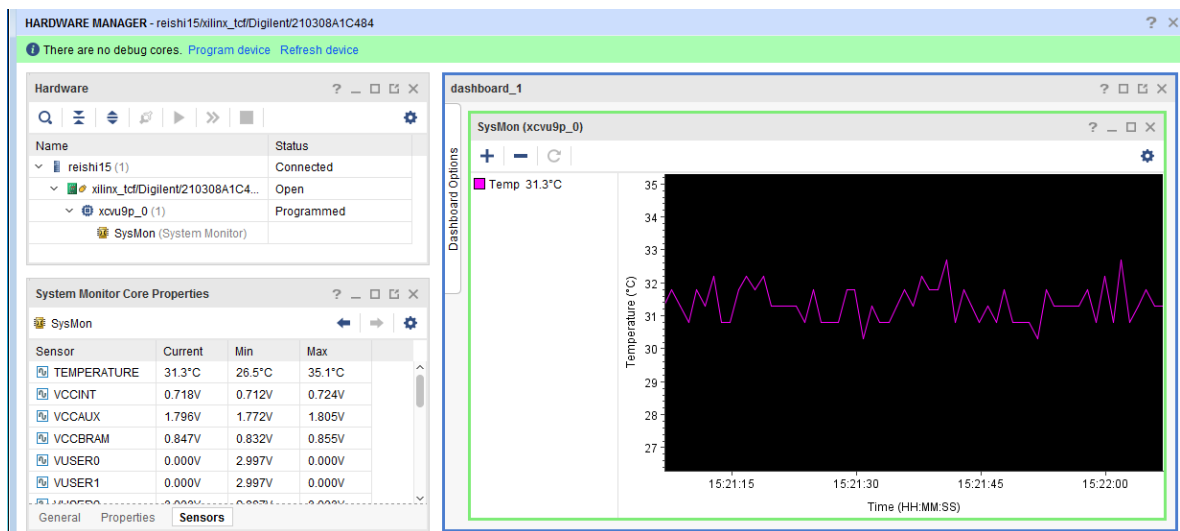 HARDWARE MANAGER - reishi15/xilinx_tcf/Digilent/210308A1C484
There are no debug cores. Program device Refresh device
Hardware
Name Status
reishi15 (1) Connected
xilinx_tcf/Digilent/210308A1C4... Open
xcvu9p_0 (1) Programmed
SysMon (System Monitor)
System Monitor Core Properties
SysMon
Sensor Current Min Max
TEMPERATURE 31.3°C 26.5°C 35.1°C
VCCINT 0.718V 0.712V 0.724V
VCCAUX 1.796V 1.772V 1.805V
VCCBRAM 0.847V 0.832V 0.855V
VUSER0 0.000V 2.997V 0.000V
VUSER1 0.000V 2.997V 0.000V
General Properties Sensors
dashboard_1
Dashboard Options
SysMon (xcvu9p_0)
Temp 31.3°C
Temperature (°C)
35
34
33
32
31
30
29
28
27
15:21:15 15:21:30 15:21:45 15:22:00
Time (HH:MM:SS)